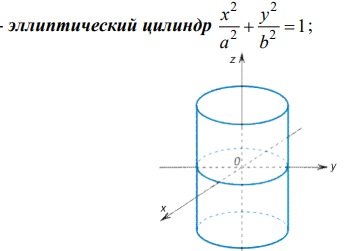 - эллиптический цилиндр x²/a² + y²/b² = 1;
z
0
y
x